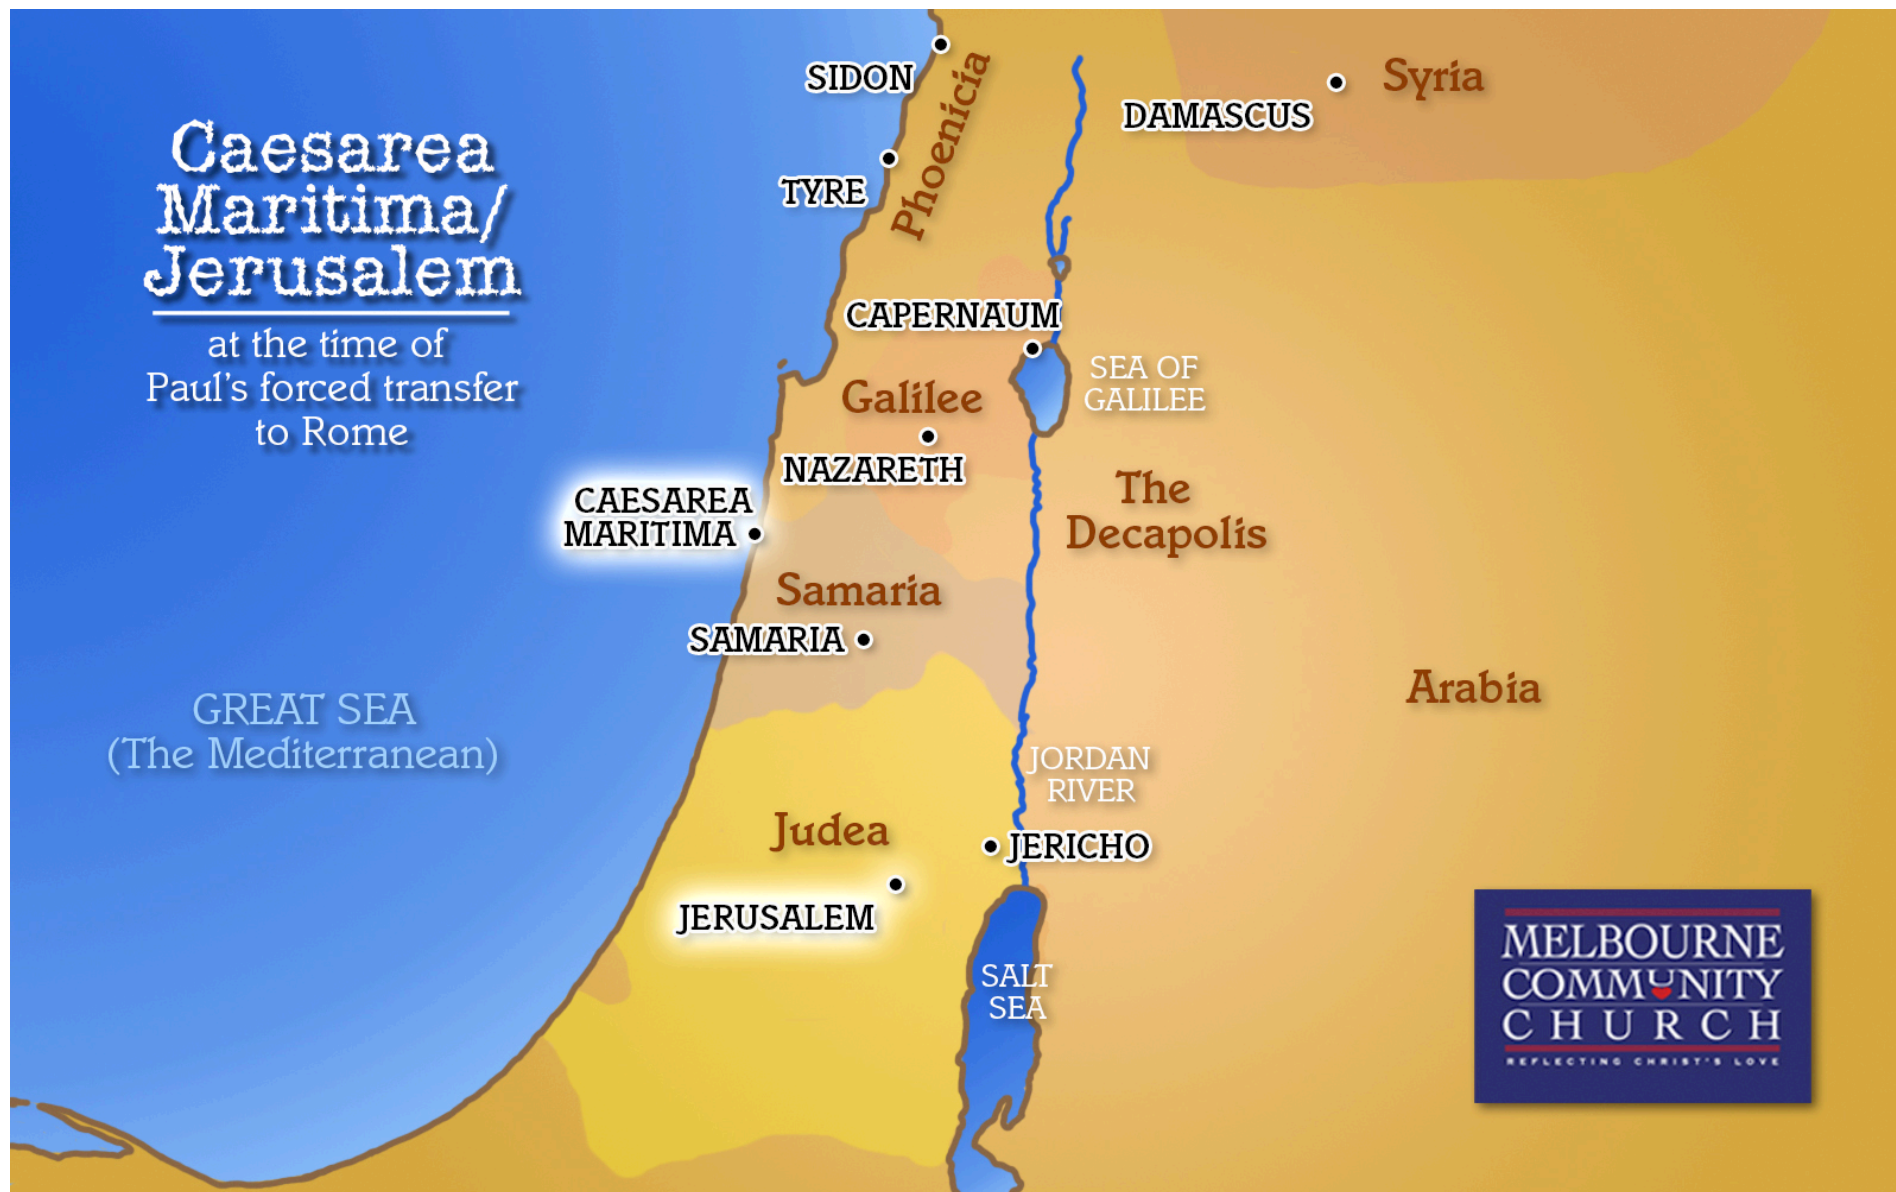 Caesarea
Maritima/
Jerusalem
at the time of
Paul's forced transfer
to Rome
SIDON
Phoenicia
TYRE
DAMASCUS
Syria
CAPERNAUM
SEA OF
GALILEE
Galilee
NAZARETH
CAESAREA
MARITIMA
The
Decapolis
Samaria
SAMARIA
Arabia
GREAT SEA
(The Mediterranean)
JORDAN
RIVER
Judea
JERICHO
JERUSALEM
SALT
SEA
MELBOURNE
COMMUNITY
CHURCH
REFLECTING CHRIST'S LOVE